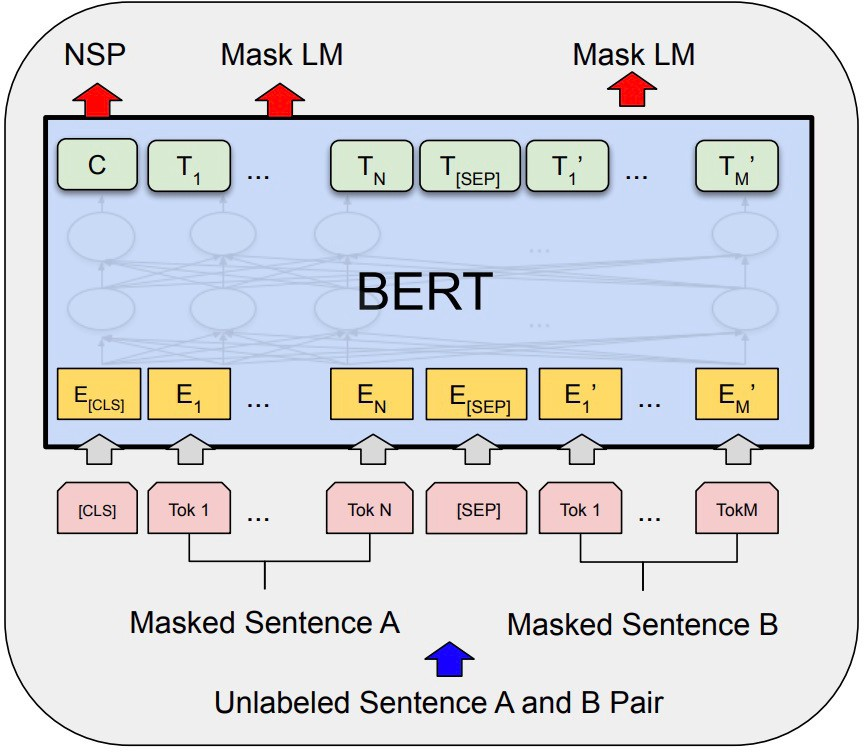 NSP Mask LM Mask LM
C T1 ... TN T[SEP] T1’ ... TM’
...
BERT
...
E[CLS] E1 ... EN E[SEP] E1’ ... EM’
[CLS] Tok 1 ... Tok N [SEP] Tok 1 ... TokM
Masked Sentence A Masked Sentence B
Unlabeled Sentence A and B Pair